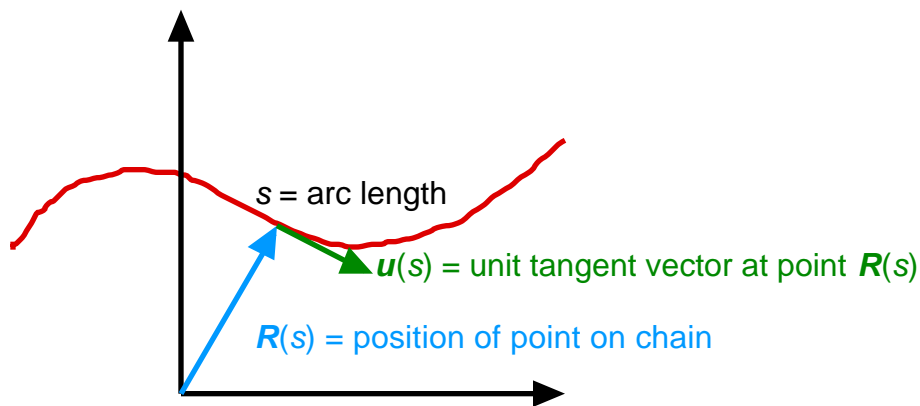 s = arc length
u(s) = unit tangent vector at point R(s)
R(s) = position of point on chain